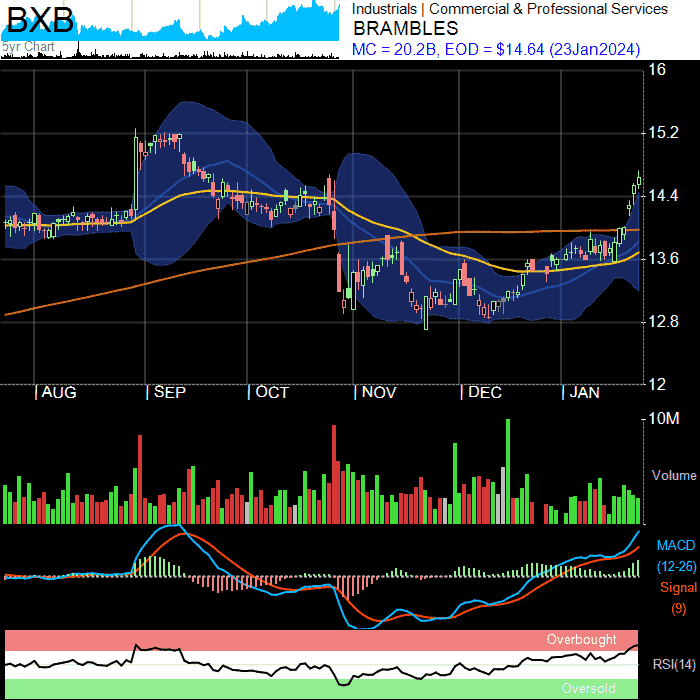 BXB
5yr Chart
Industrials | Commercial & Professional Services
BRAMBLES
MC = 20.2B, EOD = $14.64 (23Jan2024)
16
15.2
14.4
13.6
12.8
12
| AUG | SEP | OCT | NOV | DEC | JAN
10M
Volume
MACD
(12-26)
Signal
(9)
Overbought
RSI(14)
Oversold